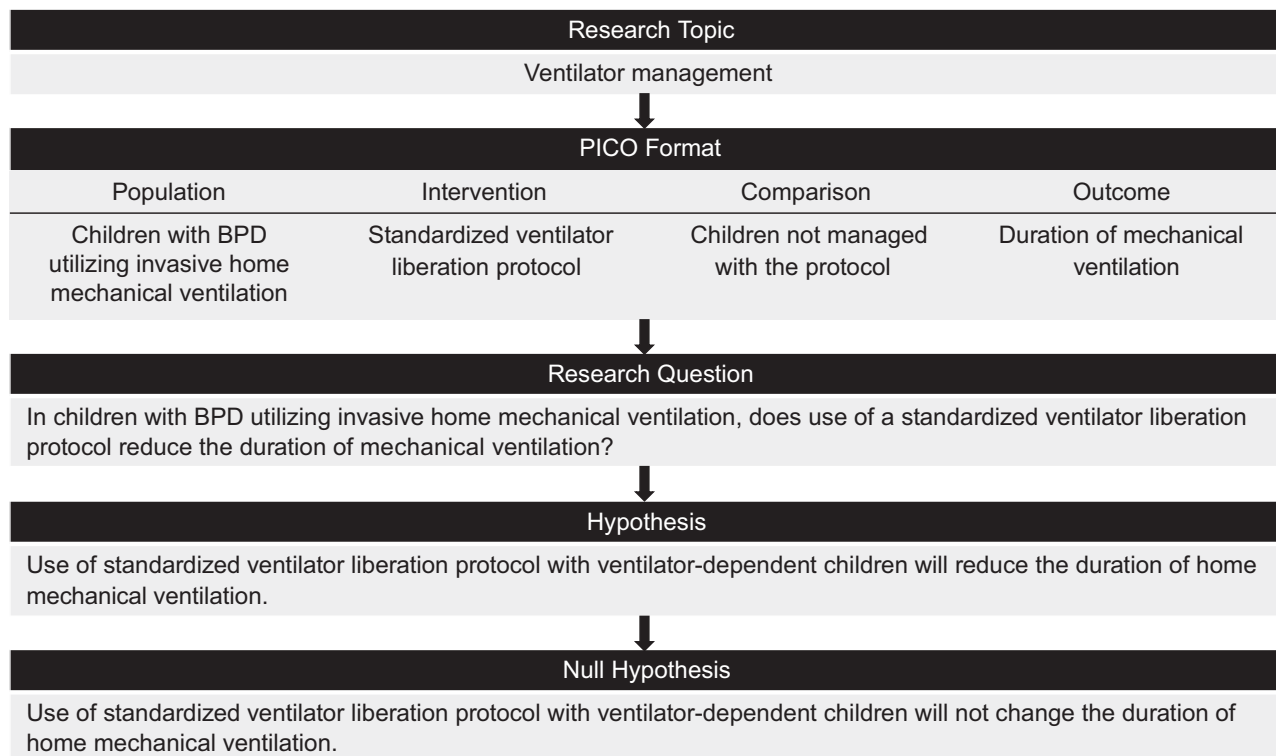 Research Topic
Ventilator management
PICO Format
Population
Intervention
Comparison
Outcome
Children with BPD
utilizing invasive home
mechanical ventilation
Standardized ventilator
liberation protocol
Children not managed
with the protocol
Duration of mechanical
ventilation
Research Question
In children with BPD utilizing invasive home mechanical ventilation, does use of a standardized ventilator liberation
protocol reduce the duration of mechanical ventilation?
Hypothesis
Use of standardized ventilator liberation protocol with ventilator-dependent children will reduce the duration of home
mechanical ventilation.
Null Hypothesis
Use of standardized ventilator liberation protocol with ventilator-dependent children will not change the duration of
home mechanical ventilation.